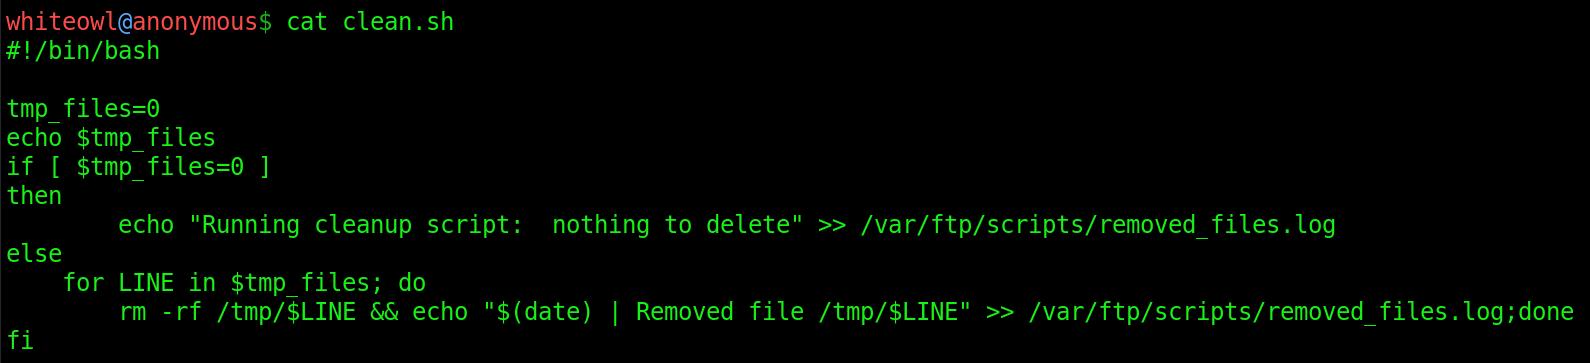 whiteowl@anonymous$ cat clean.sh
#!/bin/bash

tmp_files=0
echo $tmp_files
if [ $tmp_files=0 ]
then
        echo "Running cleanup script:  nothing to delete" >> /var/ftp/scripts/removed_files.log
else
    for LINE in $tmp_files; do
        rm -rf /tmp/$LINE && echo "$(date) | Removed file /tmp/$LINE" >> /var/ftp/scripts/removed_files.log;done
fi